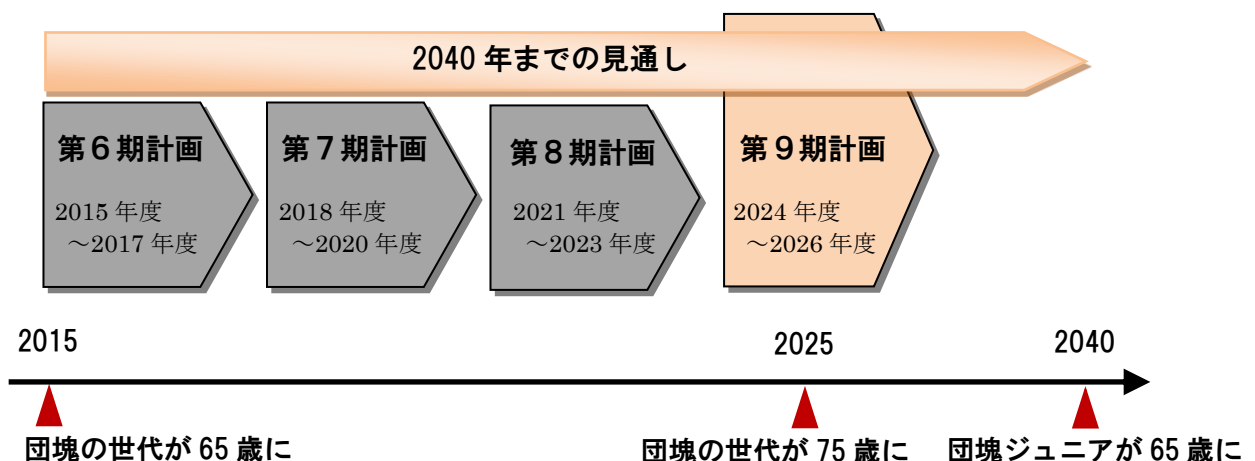 2040 年までの見通し
第６期計画
2015 年度
～2017 年度
第７期計画
2018 年度
～2020 年度
第８期計画
2021 年度
～2023 年度
第９期計画
2024 年度
～2026 年度
2015
2025
2040
団塊の世代が 65 歳に
団塊の世代が 75 歳に
団塊ジュニアが 65 歳に